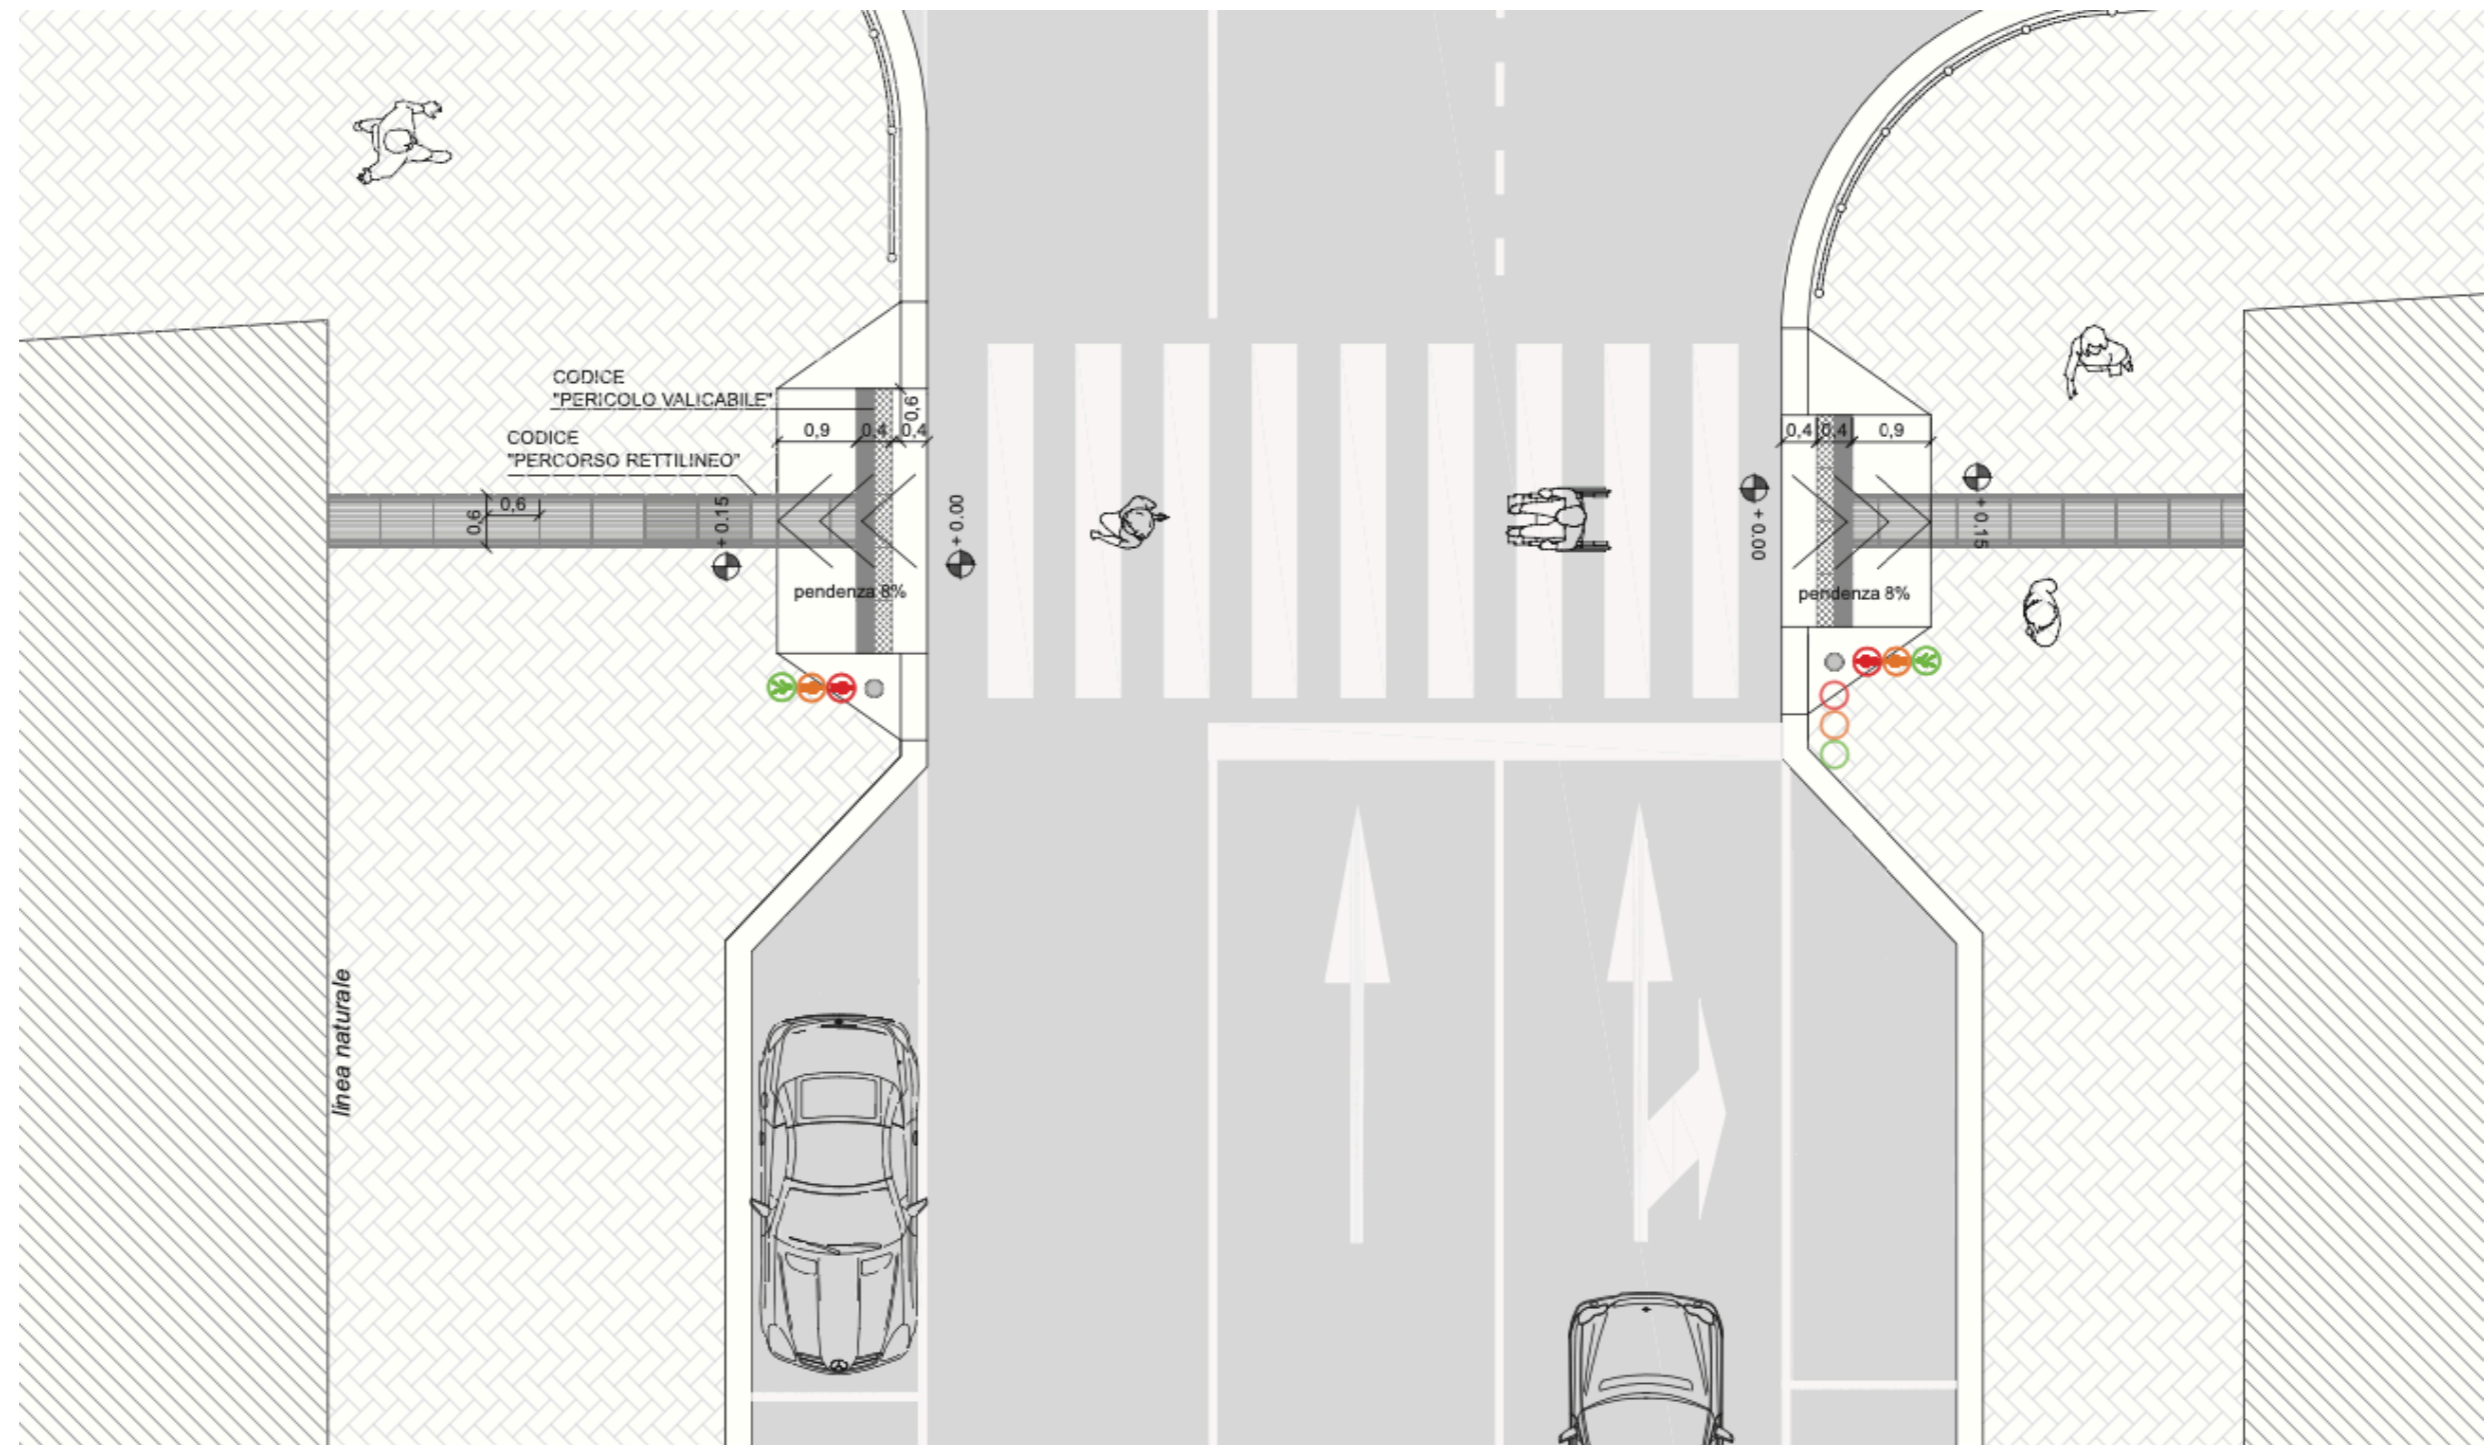 CODICE
"PERICOLO VALICABILE"
CODICE
"PERCORSO RETTILINEO"
0,6
0,9
0,4
0,4
0,4
0,4
0,9
0,6
0,6
+ 0.15
+ 0.00
+ 0.00
+ 0.15
pendenza 8%
pendenza 8%
linea naturale